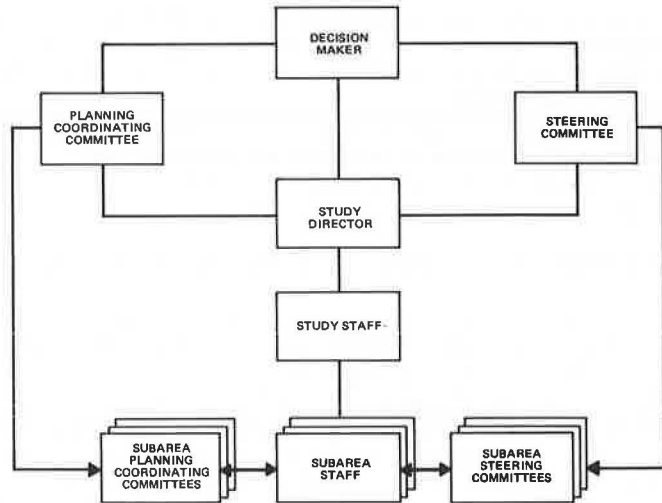 DECISION
MAKER
PLANNING
COORDINATING
COMMITTEE
STEERING
COMMITTEE
STUDY
DIRECTOR
STUDY STAFF
SUBAREA
PLANNING
COORDINATING
COMMITTEES
SUBAREA
STAFF
SUBAREA
STEERING
COMMITTEES